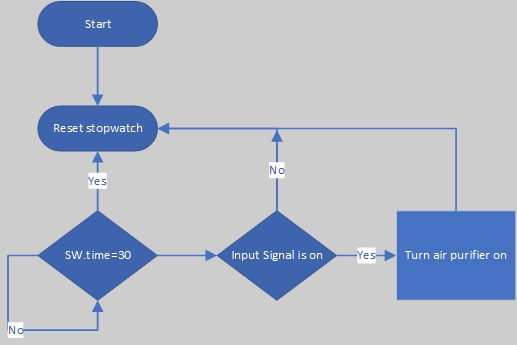 Start
Reset stopwatch
Yes
No
SW.time=30
Input Signal is on
Yes
Turn air purifier on
No